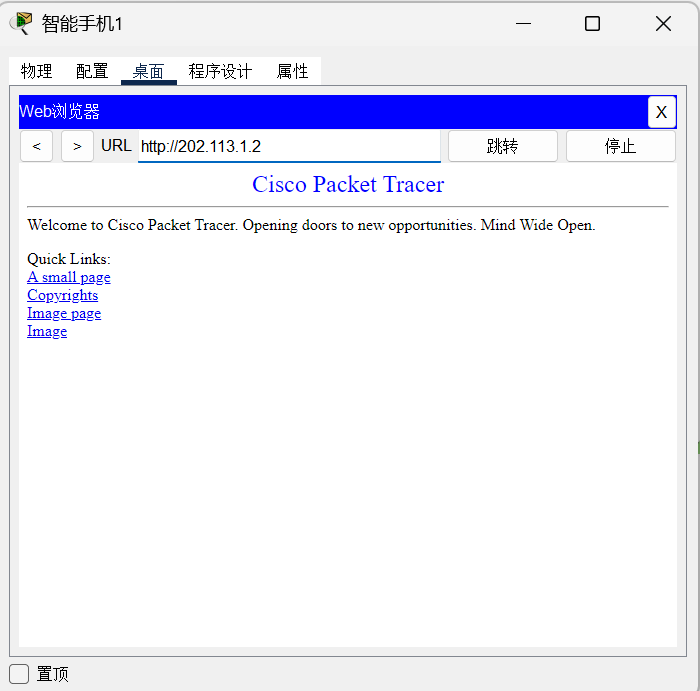 智能手机1
物理 配置 桌面 程序设计 属性
Web浏览器 X
< > URL http://202.113.1.2 跳转 停止
Cisco Packet Tracer
Welcome to Cisco Packet Tracer. Opening doors to new opportunities. Mind Wide Open.
Quick Links:
A small page
Copyrights
Image page
Image
置顶